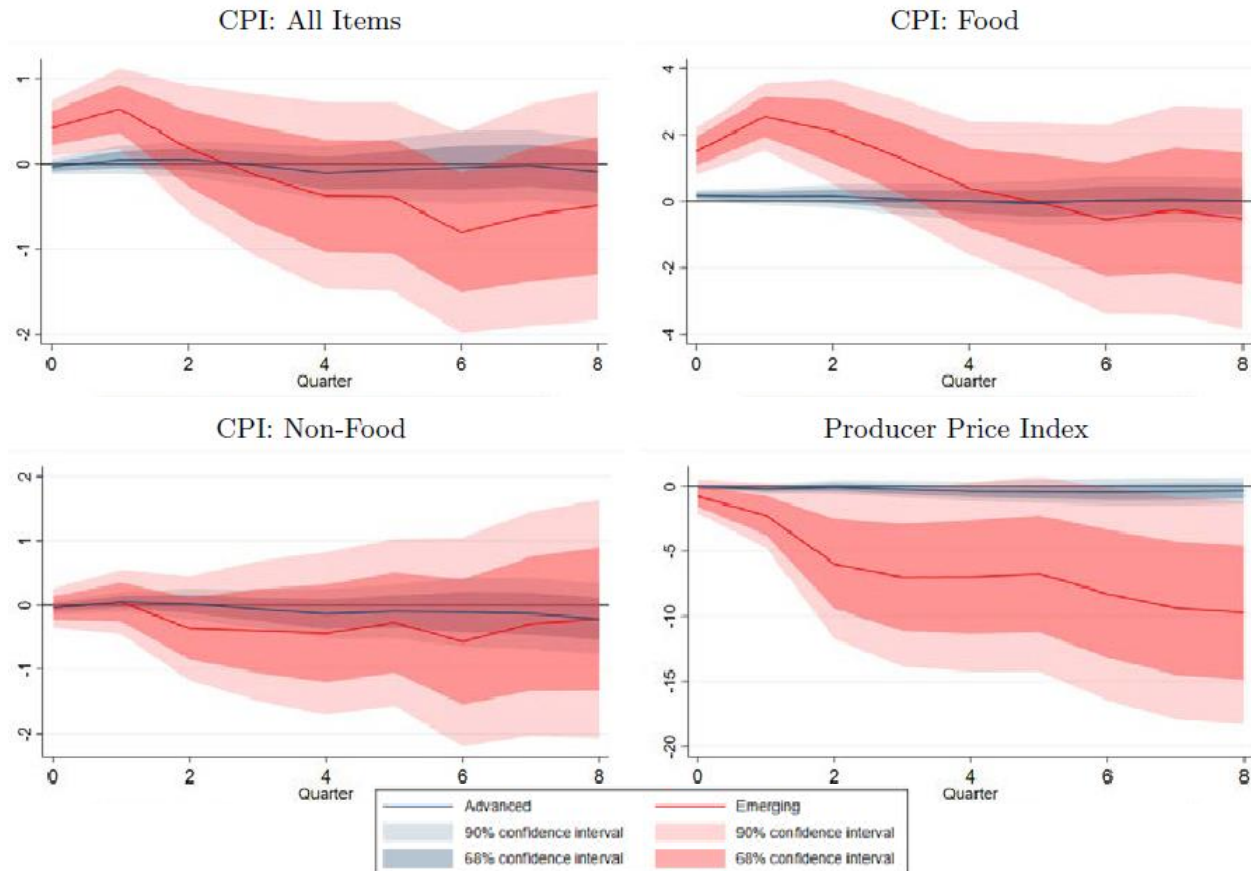 CPI: All Items
1
0
-1
-2
0 2 4 6 8
Quarter
CPI: Food
4
2
0
-2
-4
0 2 4 6 8
Quarter
CPI: Non-Food
2
1
0
-1
-2
0 2 4 6 8
Quarter
Producer Price Index
0
-5
-10
-15
-20
0 2 4 6 8
Quarter
Advanced
Emerging
90% confidence interval
90% confidence interval
68% confidence interval
68% confidence interval